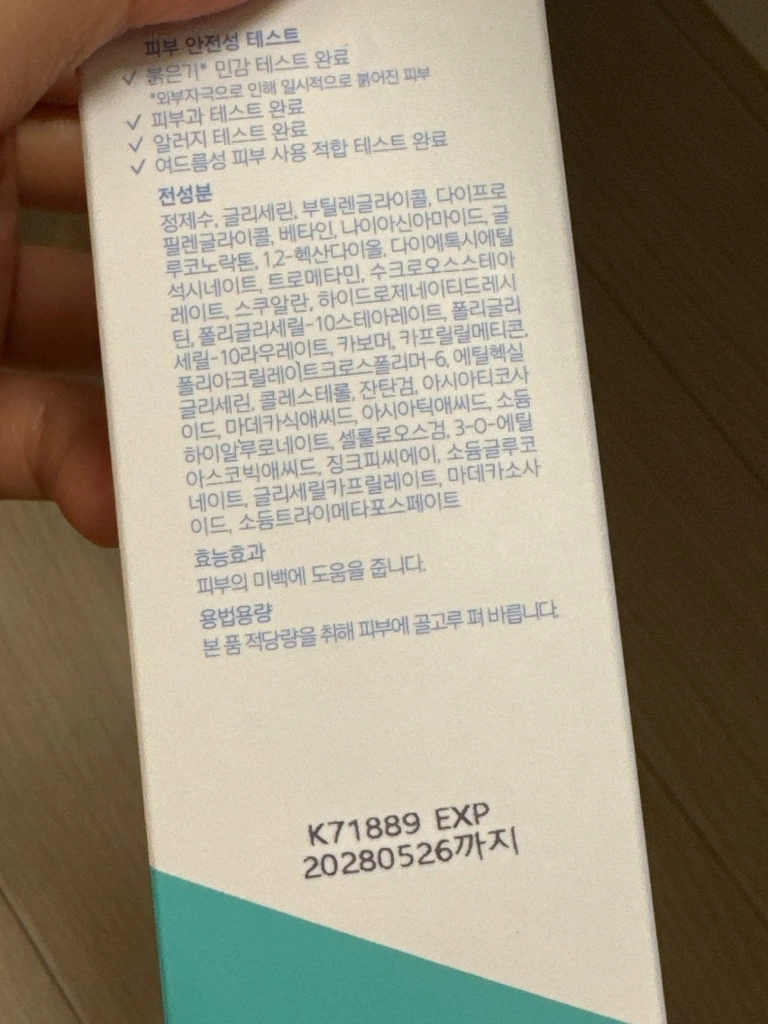 피부 안전성 테스트
✓ 붉은기* 민감 테스트 완료
*외부자극으로 인해 일시적으로 붉어진 피부
✓ 피부과 테스트 완료
✓ 알러지 테스트 완료
✓ 여드름성 피부 사용 적합 테스트 완료
전성분
정제수, 글리세린, 부틸렌글라이콜, 다이프로
필렌글라이콜, 베타인, 나이아신아마이드, 글
루코노락톤, 1,2-헥산다이올, 다이에톡시에틸
석시네이트, 트로메타민, 수크로오스스테아
레이트, 스쿠알란, 하이드로제네이티드레시
틴, 폴리글리세릴-10스테아레이트, 폴리글리
세릴-10라우레이트, 카보머, 카프릴릴메티콘,
폴리아크릴레이트크로스폴리머-6, 에틸헥실
글리세린, 콜레스테롤, 잔탄검, 아시아티코사
이드, 마데카식애씨드, 아시아틱애씨드, 소듐
하이알루로네이트, 셀룰로오스검, 3-O-에틸
아스코빅애씨드, 징크피씨에이, 소듐글루코
네이트, 글리세릴카프릴레이트, 마데카소사
이드, 소듐트라이메타포스페이트
효능효과
피부의 미백에 도움을 줍니다.
용법용량
본 품 적당량을 취해 피부에 골고루 펴 바릅니다.
K71889 EXP
20280526까지